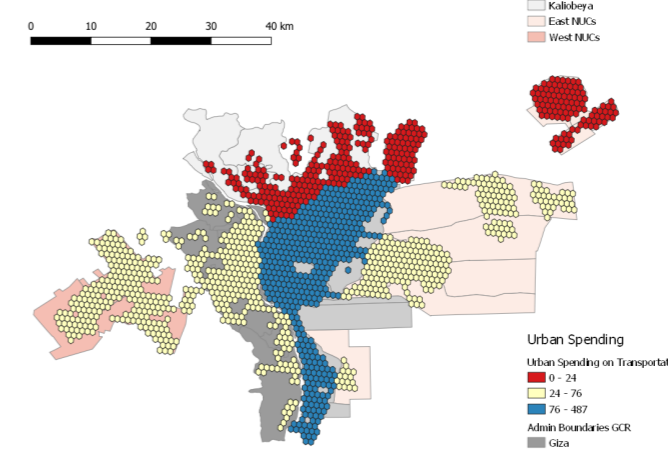 0 10 20 30 40 km
Kaliobeya
East NUCs
West NUCs
Urban Spending
Urban Spending on Transportat
0 - 24
24 - 76
76 - 487
Admin Boundaries GCR
Giza